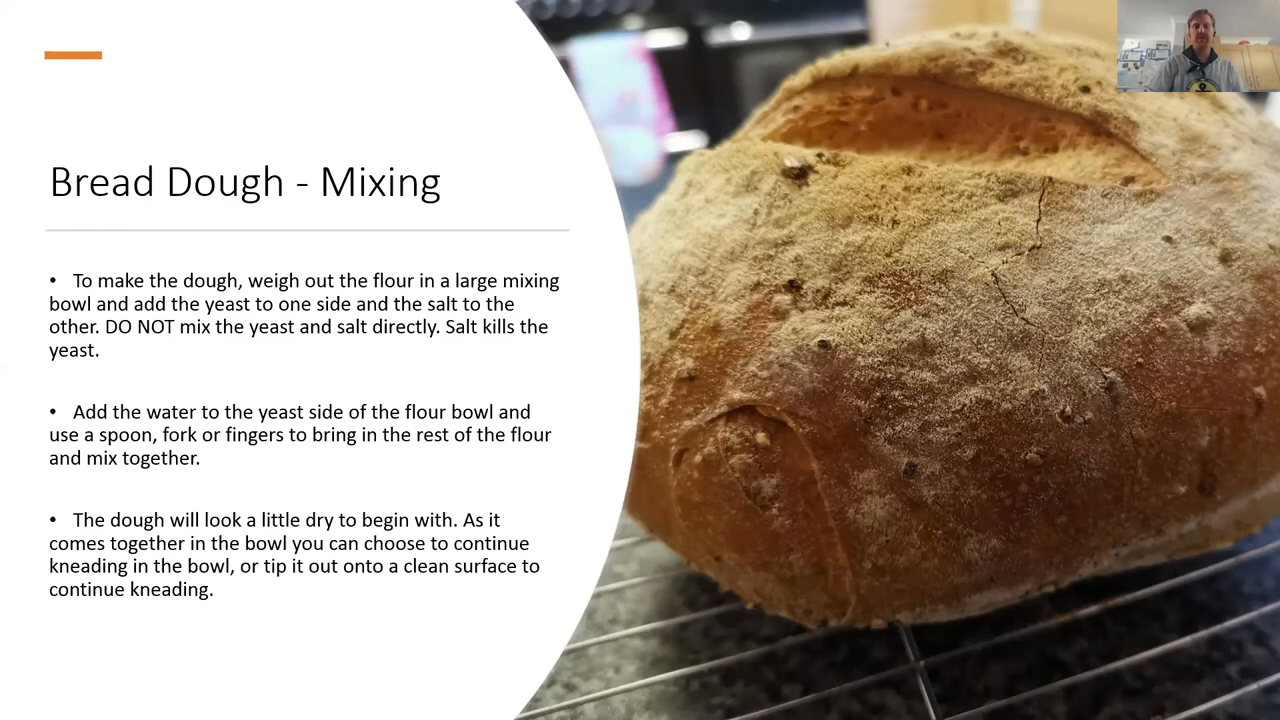 Bread Dough - Mixing
• To make the dough, weigh out the flour in a large mixing
bowl and add the yeast to one side and the salt to the
other. DO NOT mix the yeast and salt directly. Salt kills the
yeast.
• Add the water to the yeast side of the flour bowl and
use a spoon, fork or fingers to bring in the rest of the flour
and mix together.
• The dough will look a little dry to begin with. As it
comes together in the bowl you can choose to continue
kneading in the bowl, or tip it out onto a clean surface to
continue kneading.